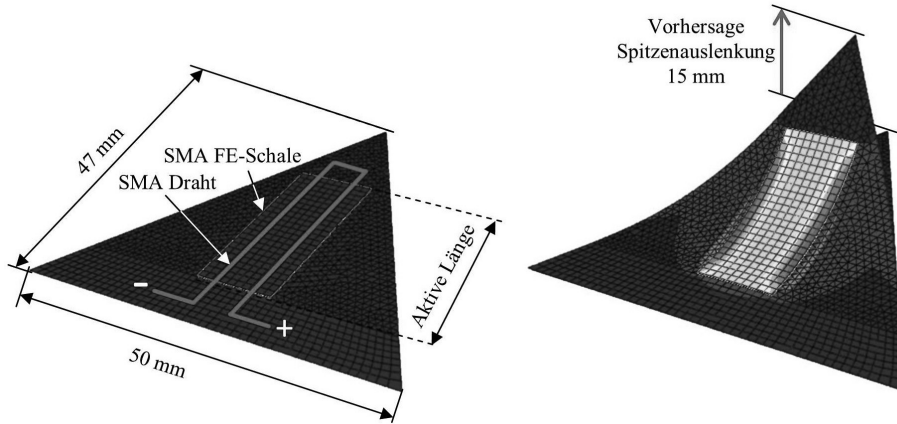 47 mm
SMA FE-Schale
SMA Draht
Aktive Länge
50 mm
-
+
Vorhersage
Spitzenauslenkung
15 mm